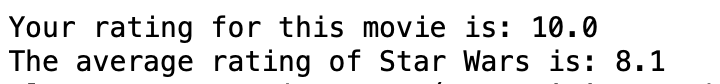 Your rating for this movie is: 10.0
The average rating of Star Wars is: 8.1